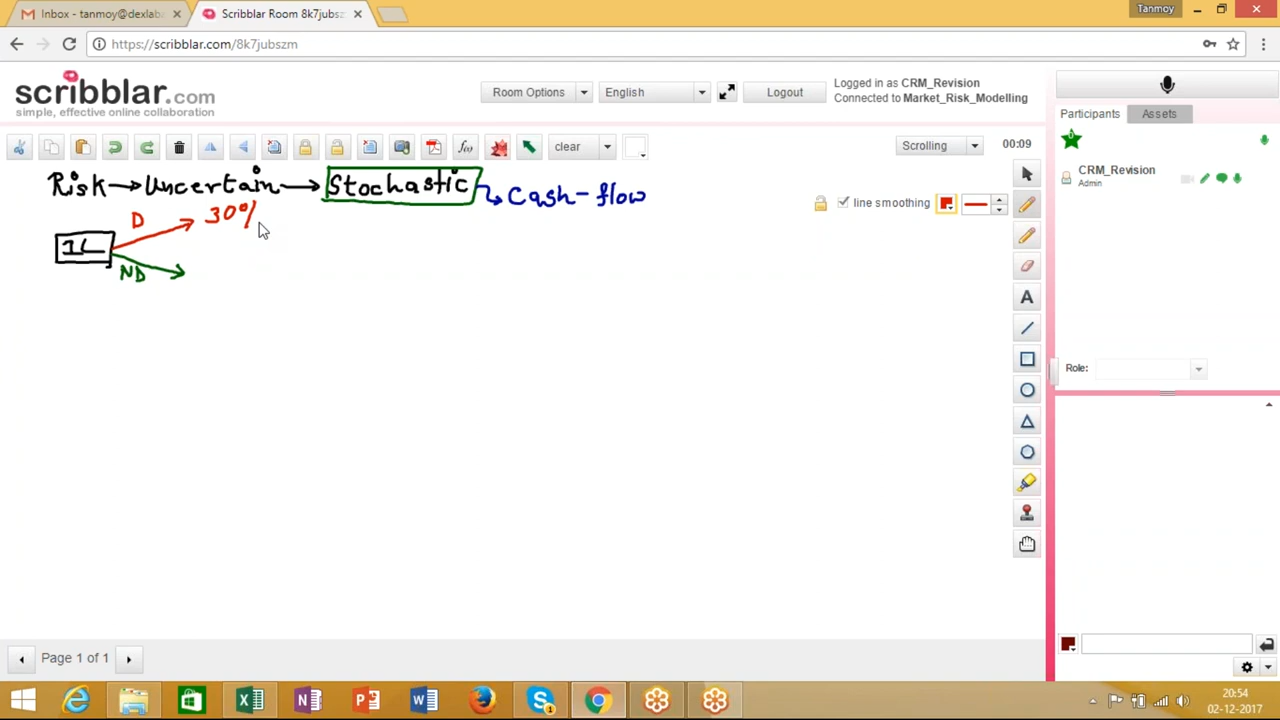 Inbox - tanmoy@dexlab
Scribblar Room 8k7jubsz
Tanmoy
https://scribblar.com/8k7jubszm
scribblar.com
simple, effective online collaboration
Room Options
English
Logout
Logged in as CRM_Revision
Connected to Market_Risk_Modelling
Participants
Assets
f(x)
clear
Scrolling
00:09
CRM_Revision
Admin
Risk → Uncertain → Stochastic
Cash-flow
line smoothing
D
30%
1L
ND
A
Role:
Page 1 of 1
20:54
02-12-2017